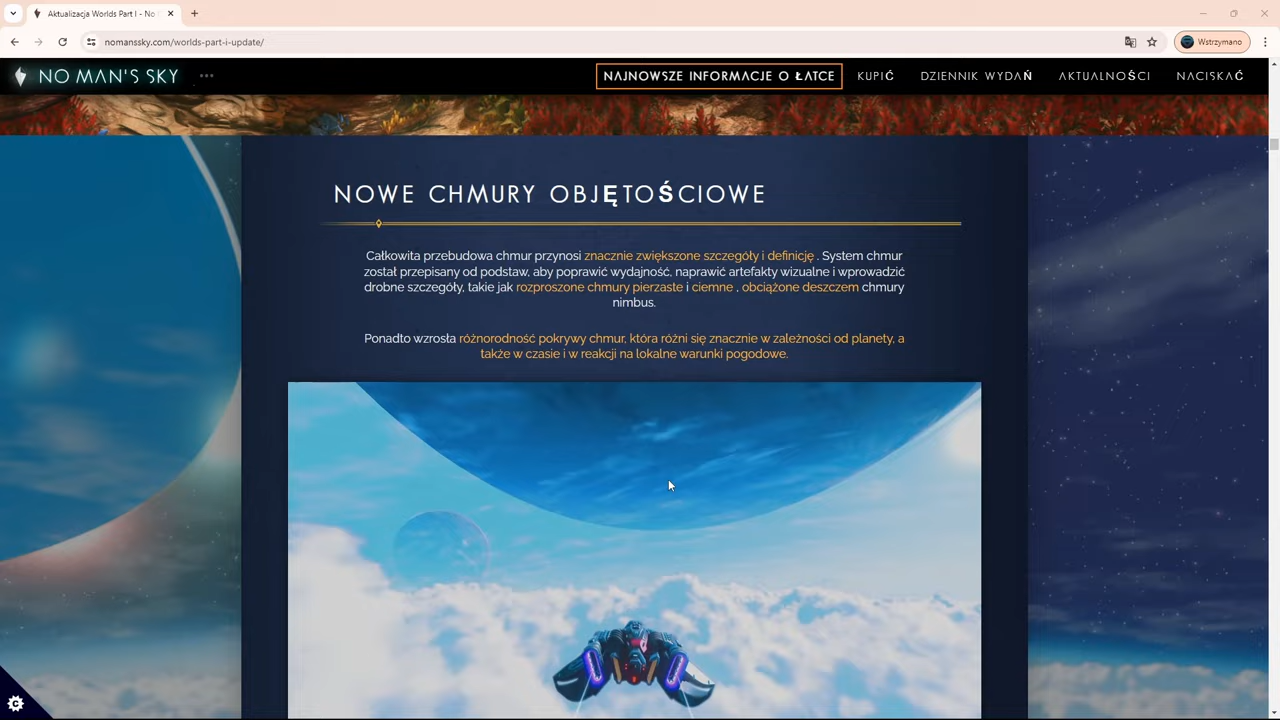 Aktualizacja Worlds Part I - No
nomanssky.com/worlds-part-i-update/
Wstrzymano
NO MAN'S SKY
NAJNOWSZE INFORMACJE O ŁATCE
KUPIĆ
DZIENNIK WYDAŃ
AKTUALNOŚCI
NACISKAĆ
NOWE CHMURY OBJĘTOŚCIOWE
Całkowita przebudowa chmur przynosi znacznie zwiększone szczegóły i definicję . System chmur
został przepisany od podstaw, aby poprawić wydajność, naprawić artefakty wizualne i wprowadzić
drobne szczegóły, takie jak rozproszone chmury pierzaste i ciemne , obciążone deszczem chmury
nimbus.
Ponadto wzrosła różnorodność pokrywy chmur, która różni się znacznie w zależności od planety, a
także w czasie i w reakcji na lokalne warunki pogodowe.